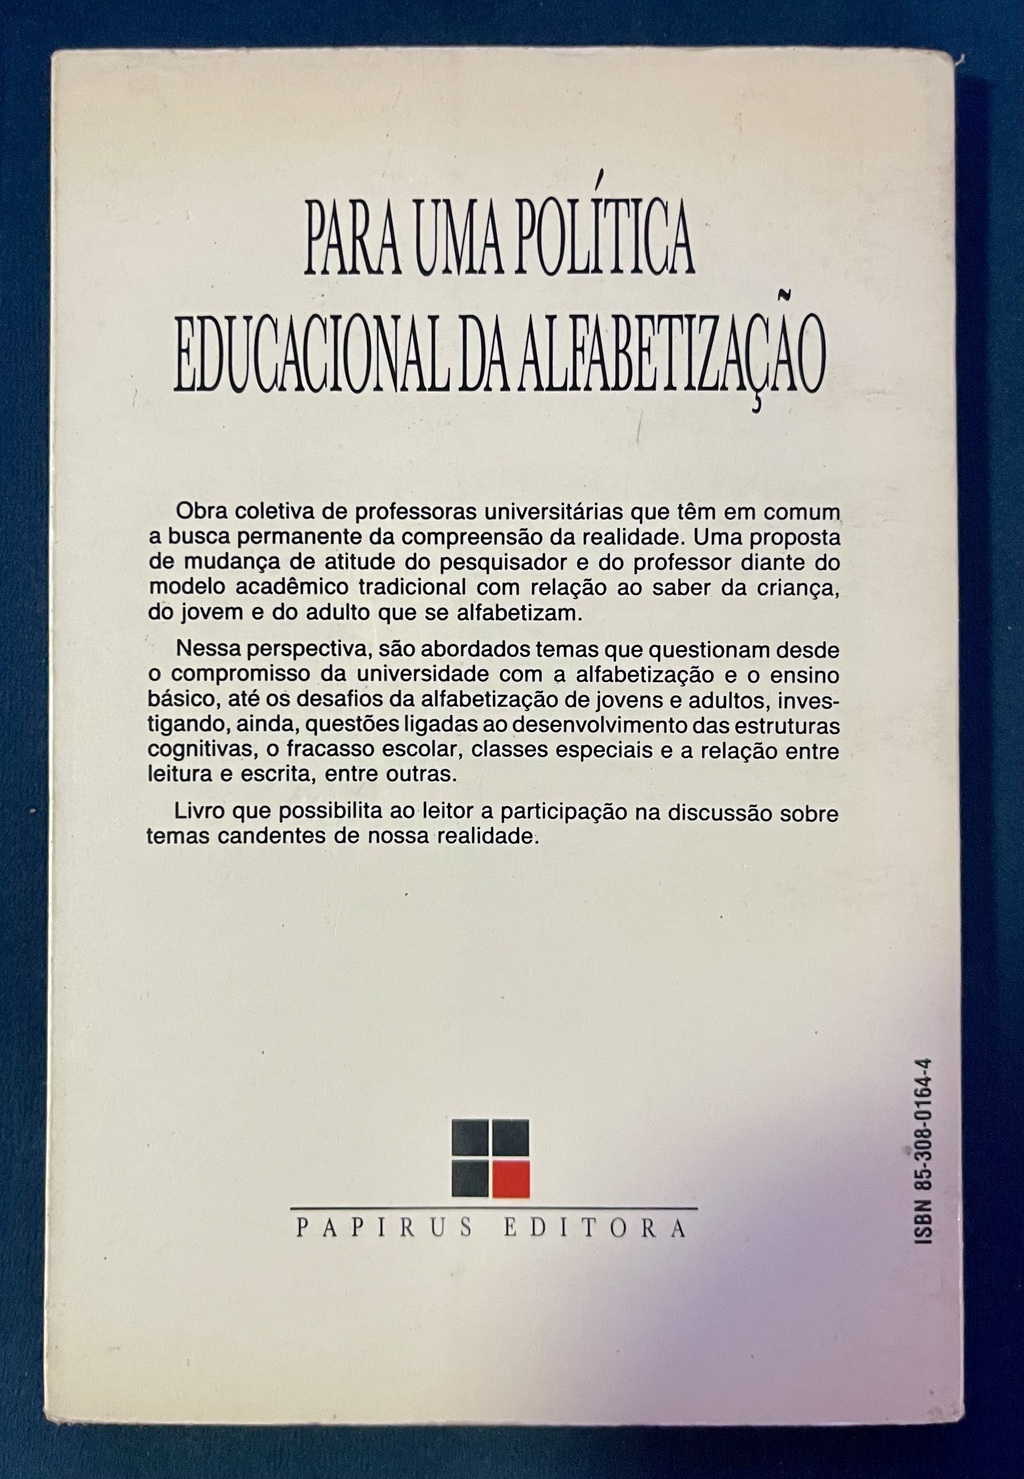 PARA UMA POLÍTICA
EDUCACIONAL DA ALFABETIZAÇÃO
Obra coletiva de professoras universitárias que têm em comum
a busca permanente da compreensão da realidade. Uma proposta
de mudança de atitude do pesquisador e do professor diante do
modelo acadêmico tradicional com relação ao saber da criança,
do jovem e do adulto que se alfabetizam.
Nessa perspectiva, são abordados temas que questionam desde
o compromisso da universidade com a alfabetização e o ensino
básico, até os desafios da alfabetização de jovens e adultos, inves-
tigando, ainda, questões ligadas ao desenvolvimento das estruturas
cognitivas, o fracasso escolar, classes especiais e a relação entre
leitura e escrita, entre outras.
Livro que possibilita ao leitor a participação na discussão sobre
temas candentes de nossa realidade.
PAPIRUS EDITORA
ISBN 85-308-0164-4